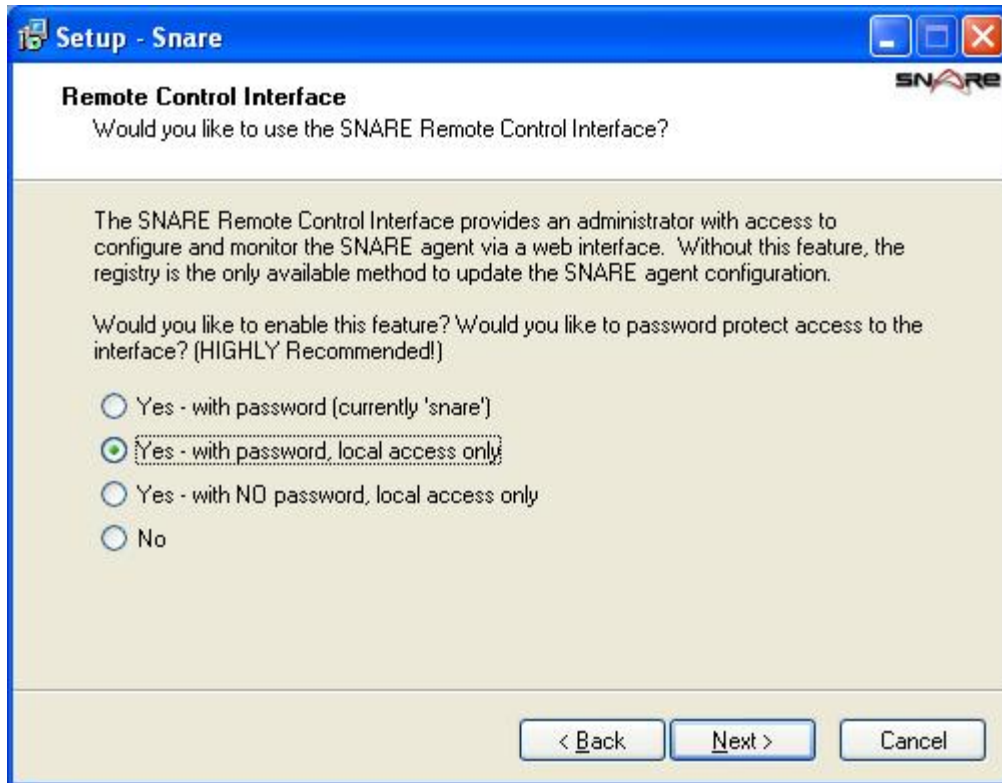 Setup - Snare
SNARE
Remote Control Interface
Would you like to use the SNARE Remote Control Interface?
The SNARE Remote Control Interface provides an administrator with access to
configure and monitor the SNARE agent via a web interface.  Without this feature, the
registry is the only available method to update the SNARE agent configuration.
Would you like to enable this feature? Would you like to password protect access to the
interface? (HIGHLY Recommended!)
Yes - with password (currently 'snare')
Yes - with password, local access only
Yes - with NO password, local access only
No
< Back
Next >
Cancel